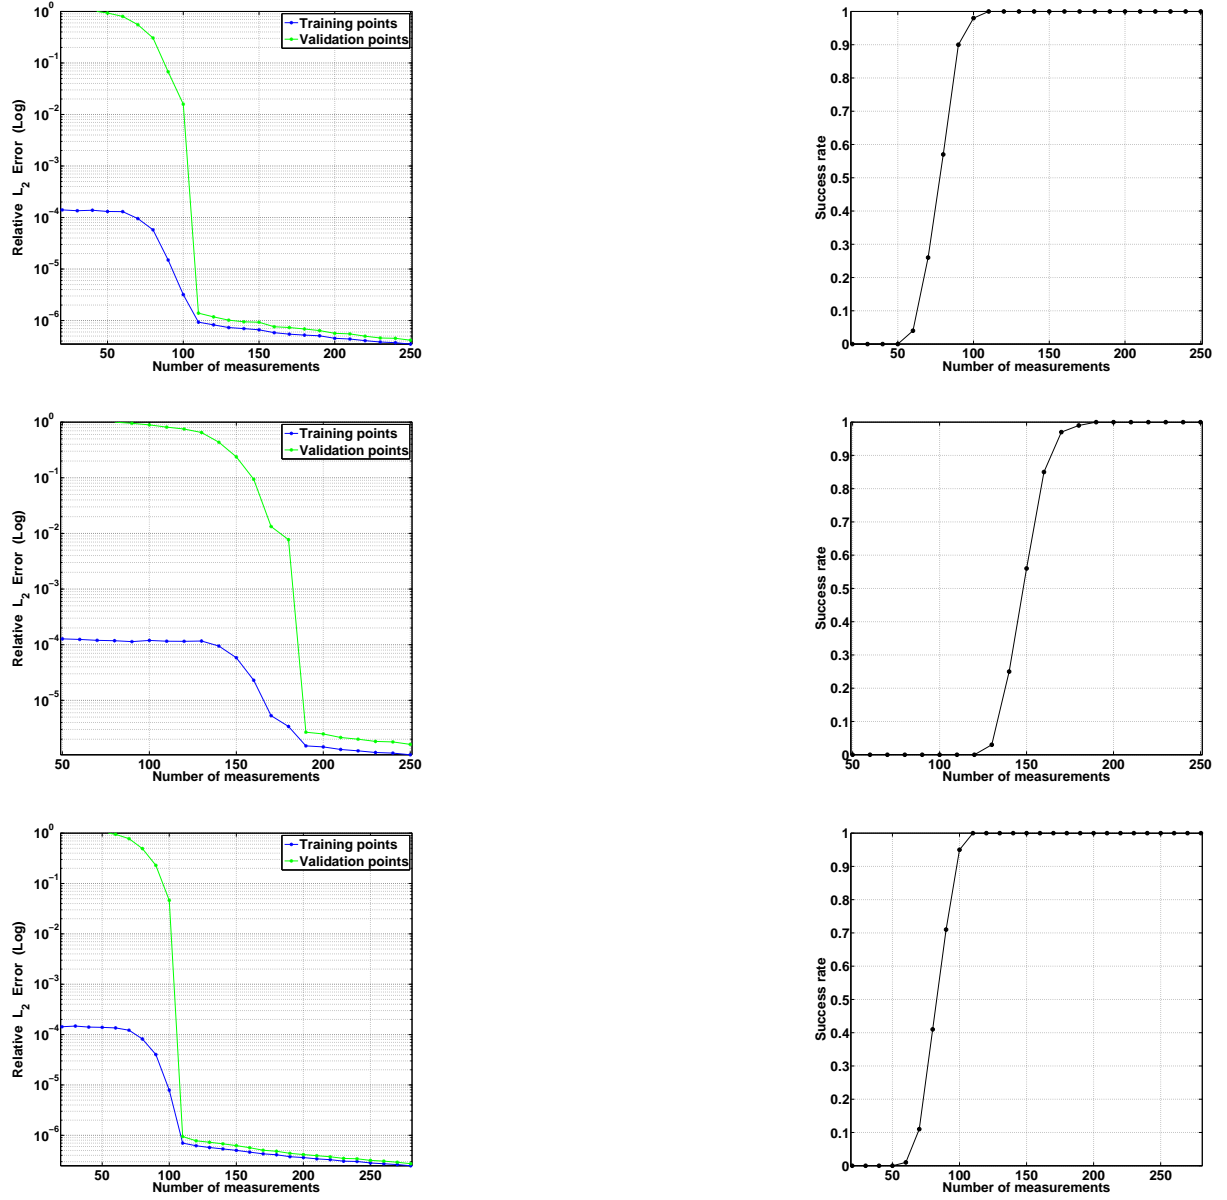 10^0
10^-1
10^-2
10^-3
10^-4
10^-5
10^-6
Relative L_2 Error (Log)
Training points
Validation points
50 100 150 200 250
Number of measurements
1
0.9
0.8
0.7
0.6
0.5
0.4
0.3
0.2
0.1
0
Success rate
50 100 150 200 250
Number of measurements
10^0
10^-1
10^-2
10^-3
10^-4
10^-5
Relative L_2 Error (Log)
Training points
Validation points
50 100 150 200 250
Number of measurements
1
0.9
0.8
0.7
0.6
0.5
0.4
0.3
0.2
0.1
0
Success rate
50 100 150 200 250
Number of measurements
10^0
10^-1
10^-2
10^-3
10^-4
10^-5
10^-6
Relative L_2 Error (Log)
Training points
Validation points
50 100 150 200 250
Number of measurements
1
0.9
0.8
0.7
0.6
0.5
0.4
0.3
0.2
0.1
0
Success rate
50 100 150 200 250
Number of measurements